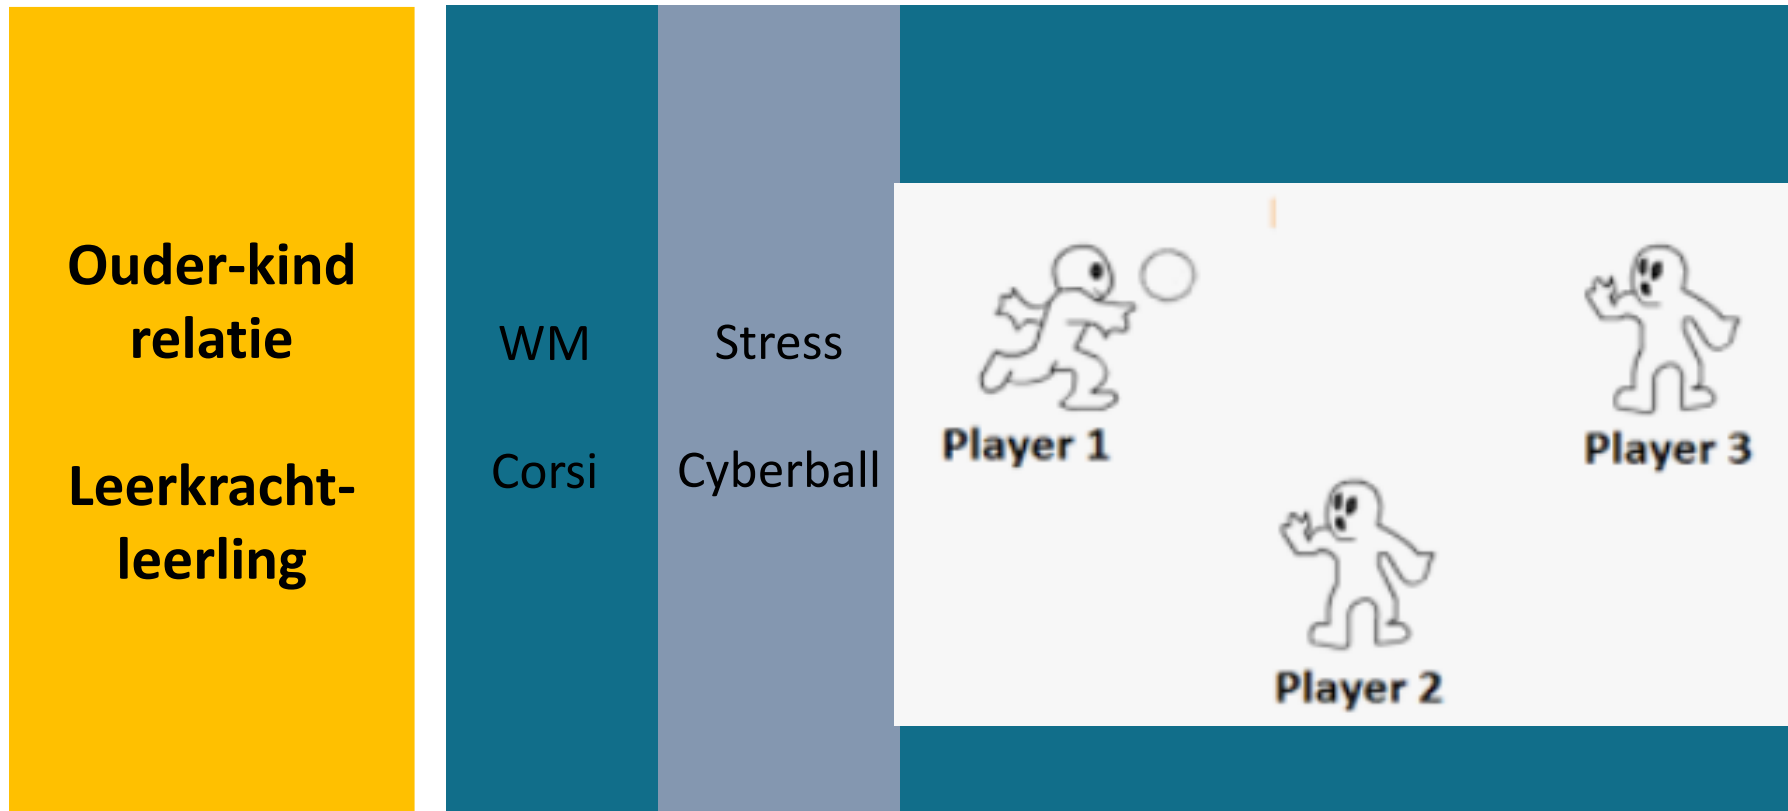 Ouder-kind
relatie
Leerkracht-
leerling
WM
Corsi
Stress
Cyberball
Player 1
Player 3
Player 2